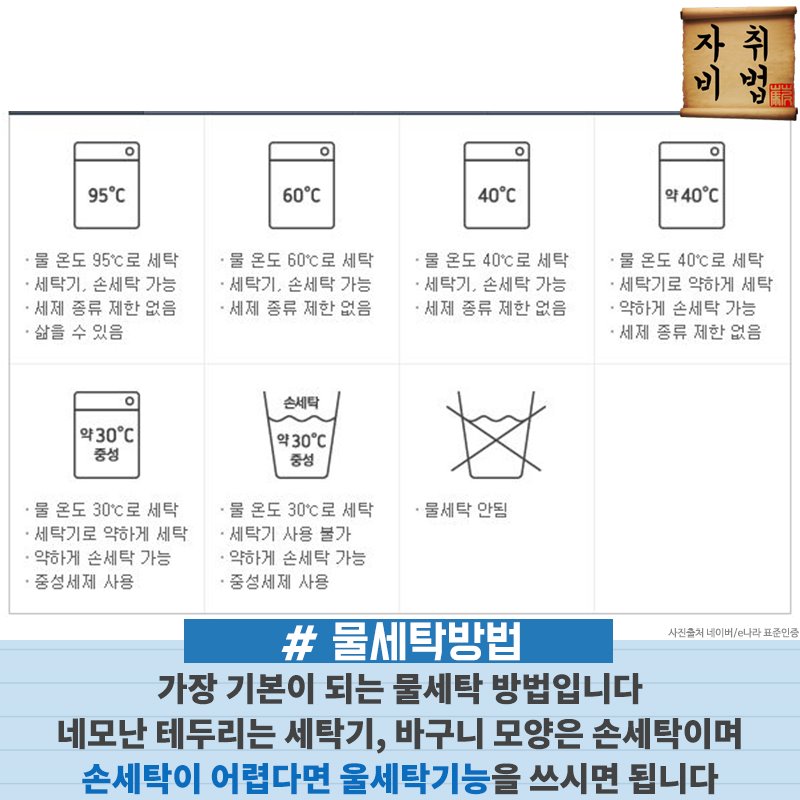 자취
비법
95℃
60℃
40℃
약 40℃
· 물 온도 95℃로 세탁
· 세탁기, 손세탁 가능
· 세제 종류 제한 없음
· 삶을 수 있음
· 물 온도 60℃로 세탁
· 세탁기, 손세탁 가능
· 세제 종류 제한 없음
· 물 온도 40℃로 세탁
· 세탁기, 손세탁 가능
· 세제 종류 제한 없음
· 물 온도 40℃로 세탁
· 세탁기로 약하게 세탁
· 약하게 손세탁 가능
· 세제 종류 제한 없음
약 30℃
중성
손세탁
약 30℃
중성
· 물 온도 30℃로 세탁
· 세탁기로 약하게 세탁
· 약하게 손세탁 가능
· 중성세제 사용
· 물 온도 30℃로 세탁
· 세탁기 사용 불가
· 약하게 손세탁 가능
· 중성세제 사용
· 물세탁 안됨
사진출처 네이버/e나라 표준인증
# 물세탁방법
가장 기본이 되는 물세탁 방법입니다
네모난 테두리는 세탁기, 바구니 모양은 손세탁이며
손세탁이 어렵다면 울세탁기능을 쓰시면 됩니다